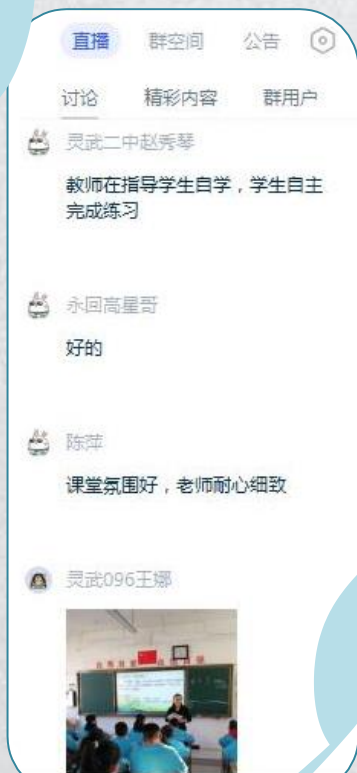 直播 群空间 公告
讨论 精彩内容 群用户
灵武二中赵秀琴
教师在指导学生自学，学生自主
完成练习
永回高星哥
好的
陈萍
课堂氛围好，老师耐心细致
灵武096王娜